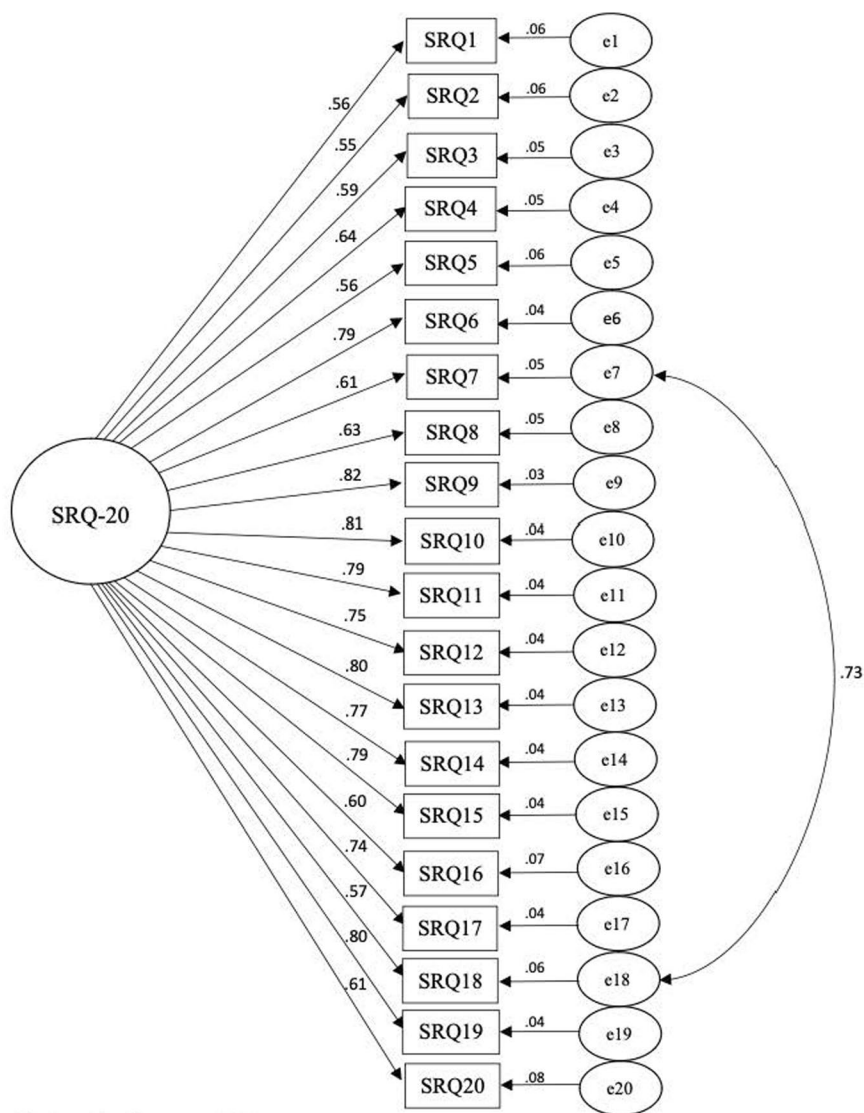 SRQ1 .06 e1
.56
SRQ2 .06 e2
.55
SRQ3 .05 e3
.59
SRQ4 .05 e4
.64
SRQ5 .06 e5
.56
SRQ6 .04 e6
.79
SRQ7 .05 e7
.61
SRQ8 .05 e8
.63
SRQ9 .03 e9
.82
SRQ-20
SRQ10 .04 e10
.81
SRQ11 .04 e11
.79
SRQ12 .04 e12
.75
.73
SRQ13 .04 e13
.80
SRQ14 .04 e14
.77
SRQ15 .04 e15
.79
SRQ16 .07 e16
.60
SRQ17 .04 e17
.74
SRQ18 .06 e18
.57
SRQ19 .04 e19
.80
SRQ20 .08 e20
.61